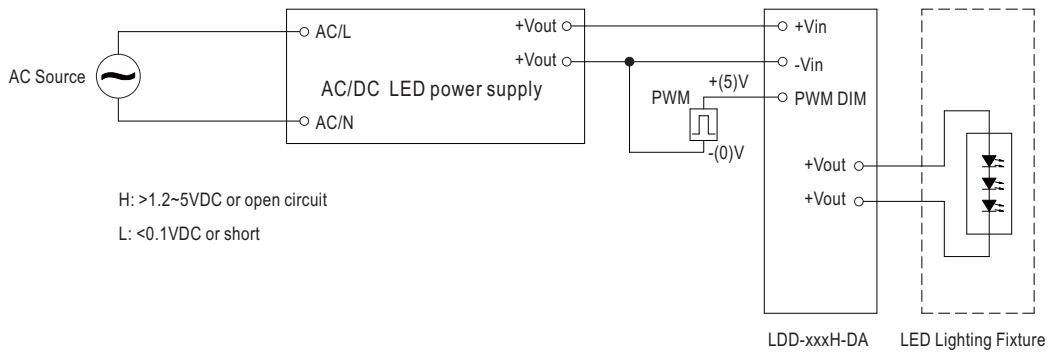 AC Source
AC/L
AC/N
AC/DC LED power supply
+Vout
+Vout
PWM
+(5)V
-(0)V
+Vin
-Vin
PWM DIM
+Vout
+Vout
H: >1.2~5VDC or open circuit
L: <0.1VDC or short
LDD-xxxH-DA
LED Lighting Fixture